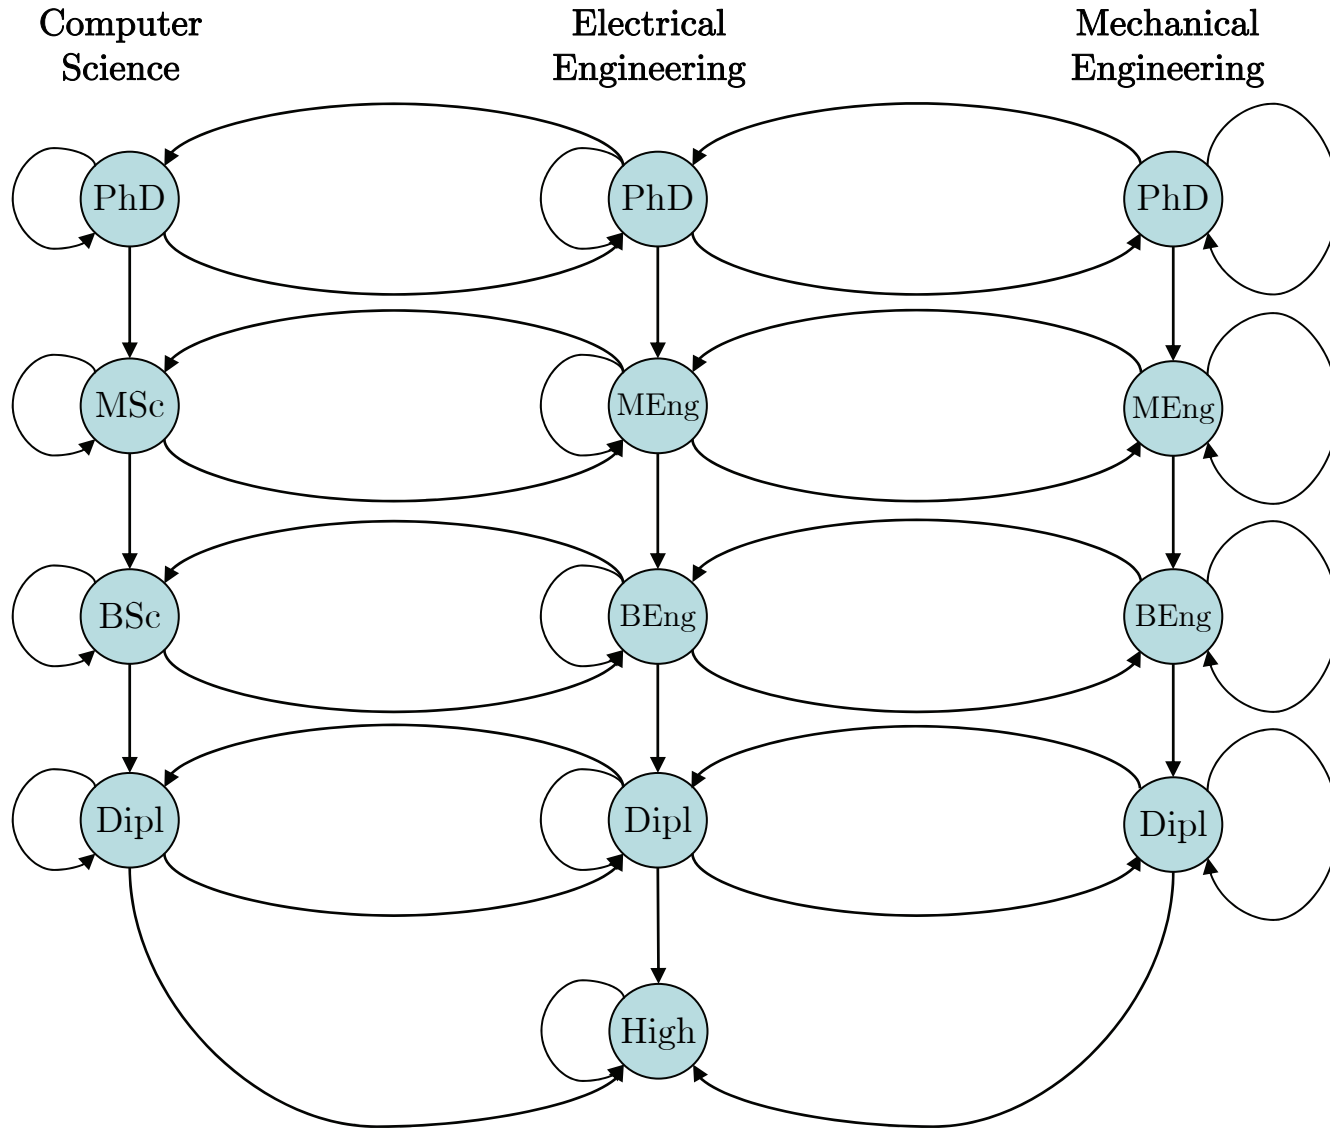 Computer
Science
Electrical
Engineering
Mechanical
Engineering
PhD
PhD
PhD
MSc
MEng
MEng
BSc
BEng
BEng
Dipl
Dipl
Dipl
High